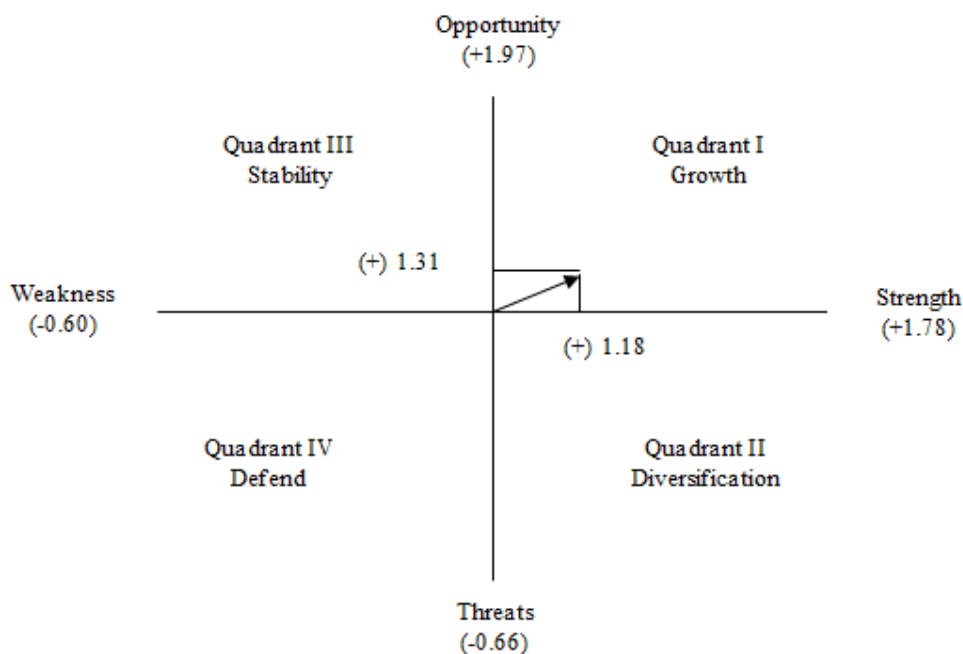 Opportunity
(+1.97)
Quadrant III
Stability
Quadrant I
Growth
(+) 1.31
Weakness
(-0.60)
Strength
(+1.78)
(+) 1.18
Quadrant IV
Defend
Quadrant II
Diversification
Threats
(-0.66)